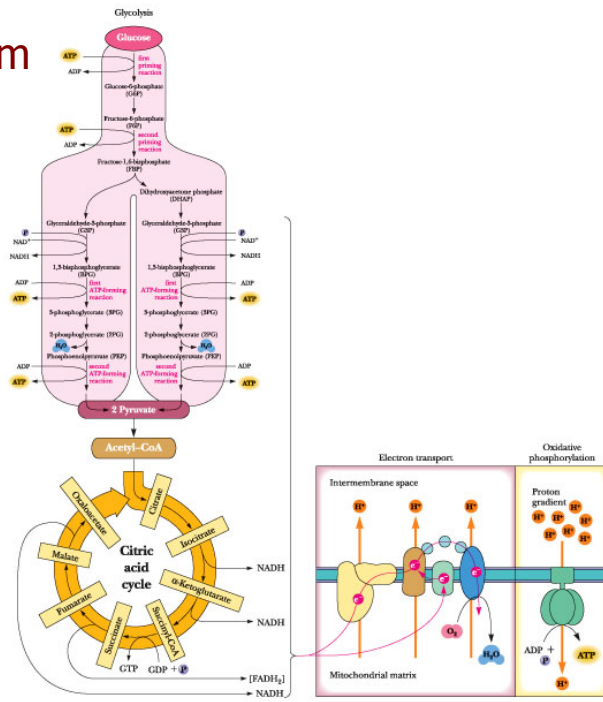 Glycolysis
m
Glucose
ATP
ADP
first
priming
reaction
Glucose-6-phosphate
(G6P)
Fructose-6-phosphate
(F6P)
ATP
ADP
second
priming
reaction
Fructose-1,6-bisphosphate
(FBP)
Dihydroxyacetone phosphate
(DHAP)
Glyceraldehyde-3-phosphate
(G3P)
Glyceraldehyde-3-phosphate
(G3P)
P
NAD+
NADH
P
NAD+
NADH
1,3-bisphosphoglycerate
(BPG)
1,3-bisphosphoglycerate
(BPG)
ADP
ATP
first
ATP-forming
reaction
first
ATP-forming
reaction
ADP
ATP
3-phosphoglycerate (3PG)
3-phosphoglycerate (3PG)
2-phosphoglycerate (2PG)
2-phosphoglycerate (2PG)
H2O
H2O
Phosphoenolpyruvate (PEP)
Phosphoenolpyruvate (PEP)
ADP
ATP
second
ATP-forming
reaction
second
ATP-forming
reaction
ADP
ATP
2 Pyruvate
Acetyl–CoA
Citric
acid
cycle
Oxaloacetate
Citrate
Isocitrate
α-Ketoglutarate
Succinyl-CoA
Succinate
Fumarate
Malate
NADH
NADH
GTP
GDP + P
[FADH2]
NADH
Electron transport
Intermembrane space
H+
H+
H+
e−
e−
e−
e−
O2
H2O
Mitochondrial matrix
Oxidative
phosphorylation
Proton
gradient
H+
H+
H+
H+
H+
H+
H+
H+
ADP +
P
ATP
H+